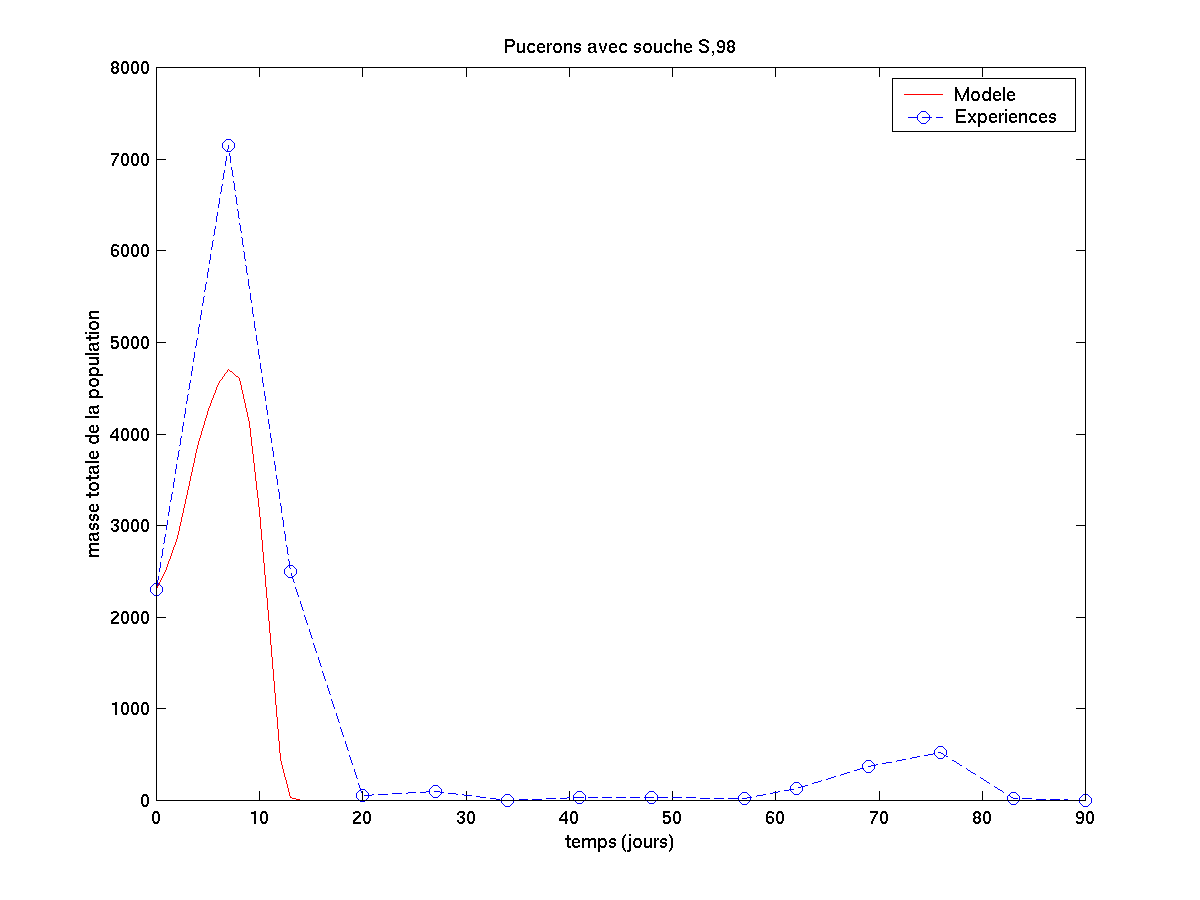 Pucerons avec souche S,98
Modele
Experiences
masse totale de la population
8000
7000
6000
5000
4000
3000
2000
1000
0
0 10 20 30 40 50 60 70 80 90
temps (jours)